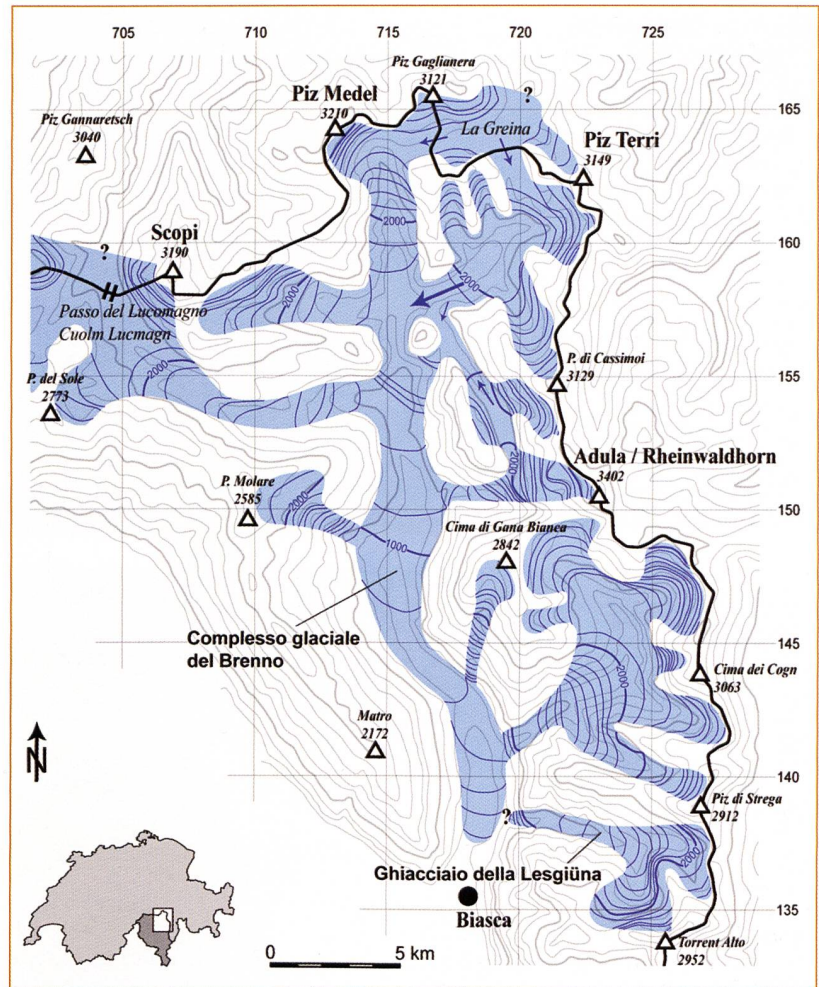 705 710 715 720 725
Piz Gaglianera
3121
?
165
Piz Medel
3210
Piz Gannaretsch
3040
La Greina
Piz Terri
3149
2000
160
?
Scopi
3190
2000
2000
Passo del Lucomagno
Cuolm Lucmagn
P. di Cassimoi
3129
155
P. del Sole
2773
2000
2000
Adula / Rheinwaldhorn
3402
P. Molare
2585
2000
150
Cima di Gana Bianca
2842
1000
Complesso glaciale
del Brenno
145
2000
Cima dei Cogn
3063
Matro
2172
N
140
Piz di Strega
2912
?
Ghiacciaio della Lesgiüna
2000
Biasca
135
Torrent Alto
2952
0 5 km